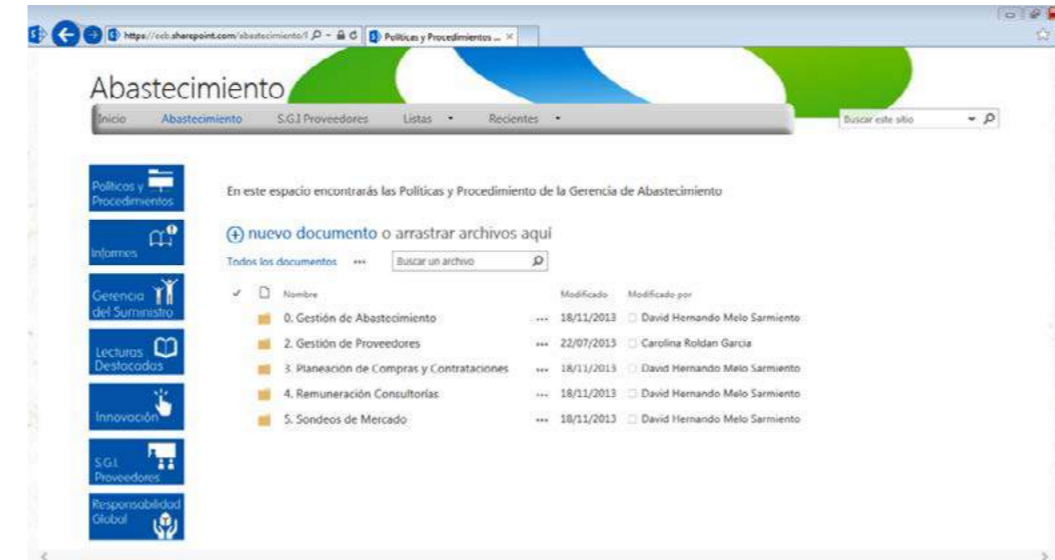 https://ccb.sharepoint.com/abastecimiento/l
Políticas y Procedimientos ...
Abastecimiento
Inicio Abastecimiento S.G.I Proveedores Listas Recientes
Buscar este sitio
Políticas y
Procedimientos
Informes
Gerencia
del Suministro
Lecturas
Destacadas
Innovación
S.G.I.
Proveedores
Responsabilidad
Global
En este espacio encontrarás las Políticas y Procedimiento de la Gerencia de Abastecimiento
nuevo documento o arrastrar archivos aquí
Todos los documentos ... Buscar un archivo
Nombre Modificado Modificado por
0. Gestión de Abastecimiento ... 18/11/2013 David Hernando Melo Sarmiento
2. Gestión de Proveedores ... 22/07/2013 Carolina Roldan Garcia
3. Planeación de Compras y Contrataciones ... 18/11/2013 David Hernando Melo Sarmiento
4. Remuneración Consultorías ... 18/11/2013 David Hernando Melo Sarmiento
5. Sondeos de Mercado ... 18/11/2013 David Hernando Melo Sarmiento